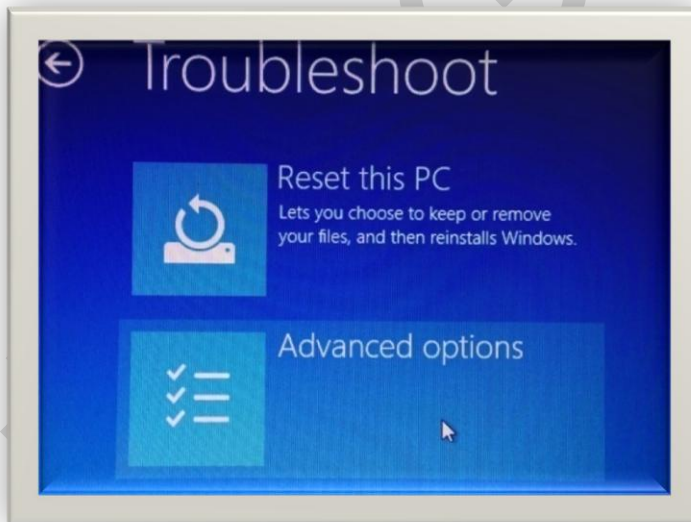 Troubleshoot
Reset this PC
Lets you choose to keep or remove
your files, and then reinstalls Windows.
Advanced options